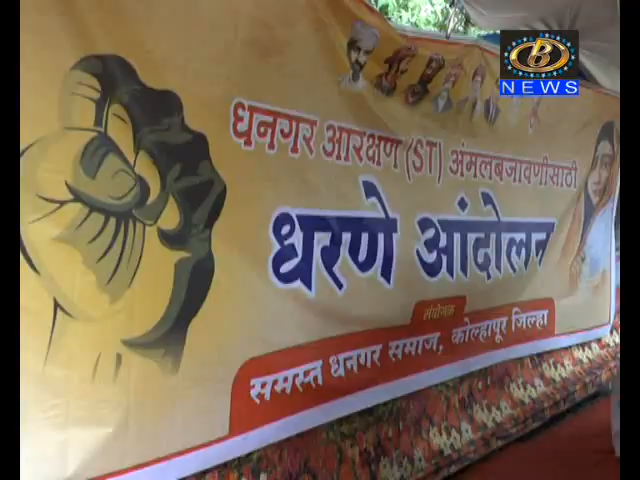 B
NEWS
धनगर आरक्षण (ST) अंमलबजावणीसाठी
धरणे आंदोलन
संयोजक
समस्त धनगर समाज, कोल्हापूर जिल्हा